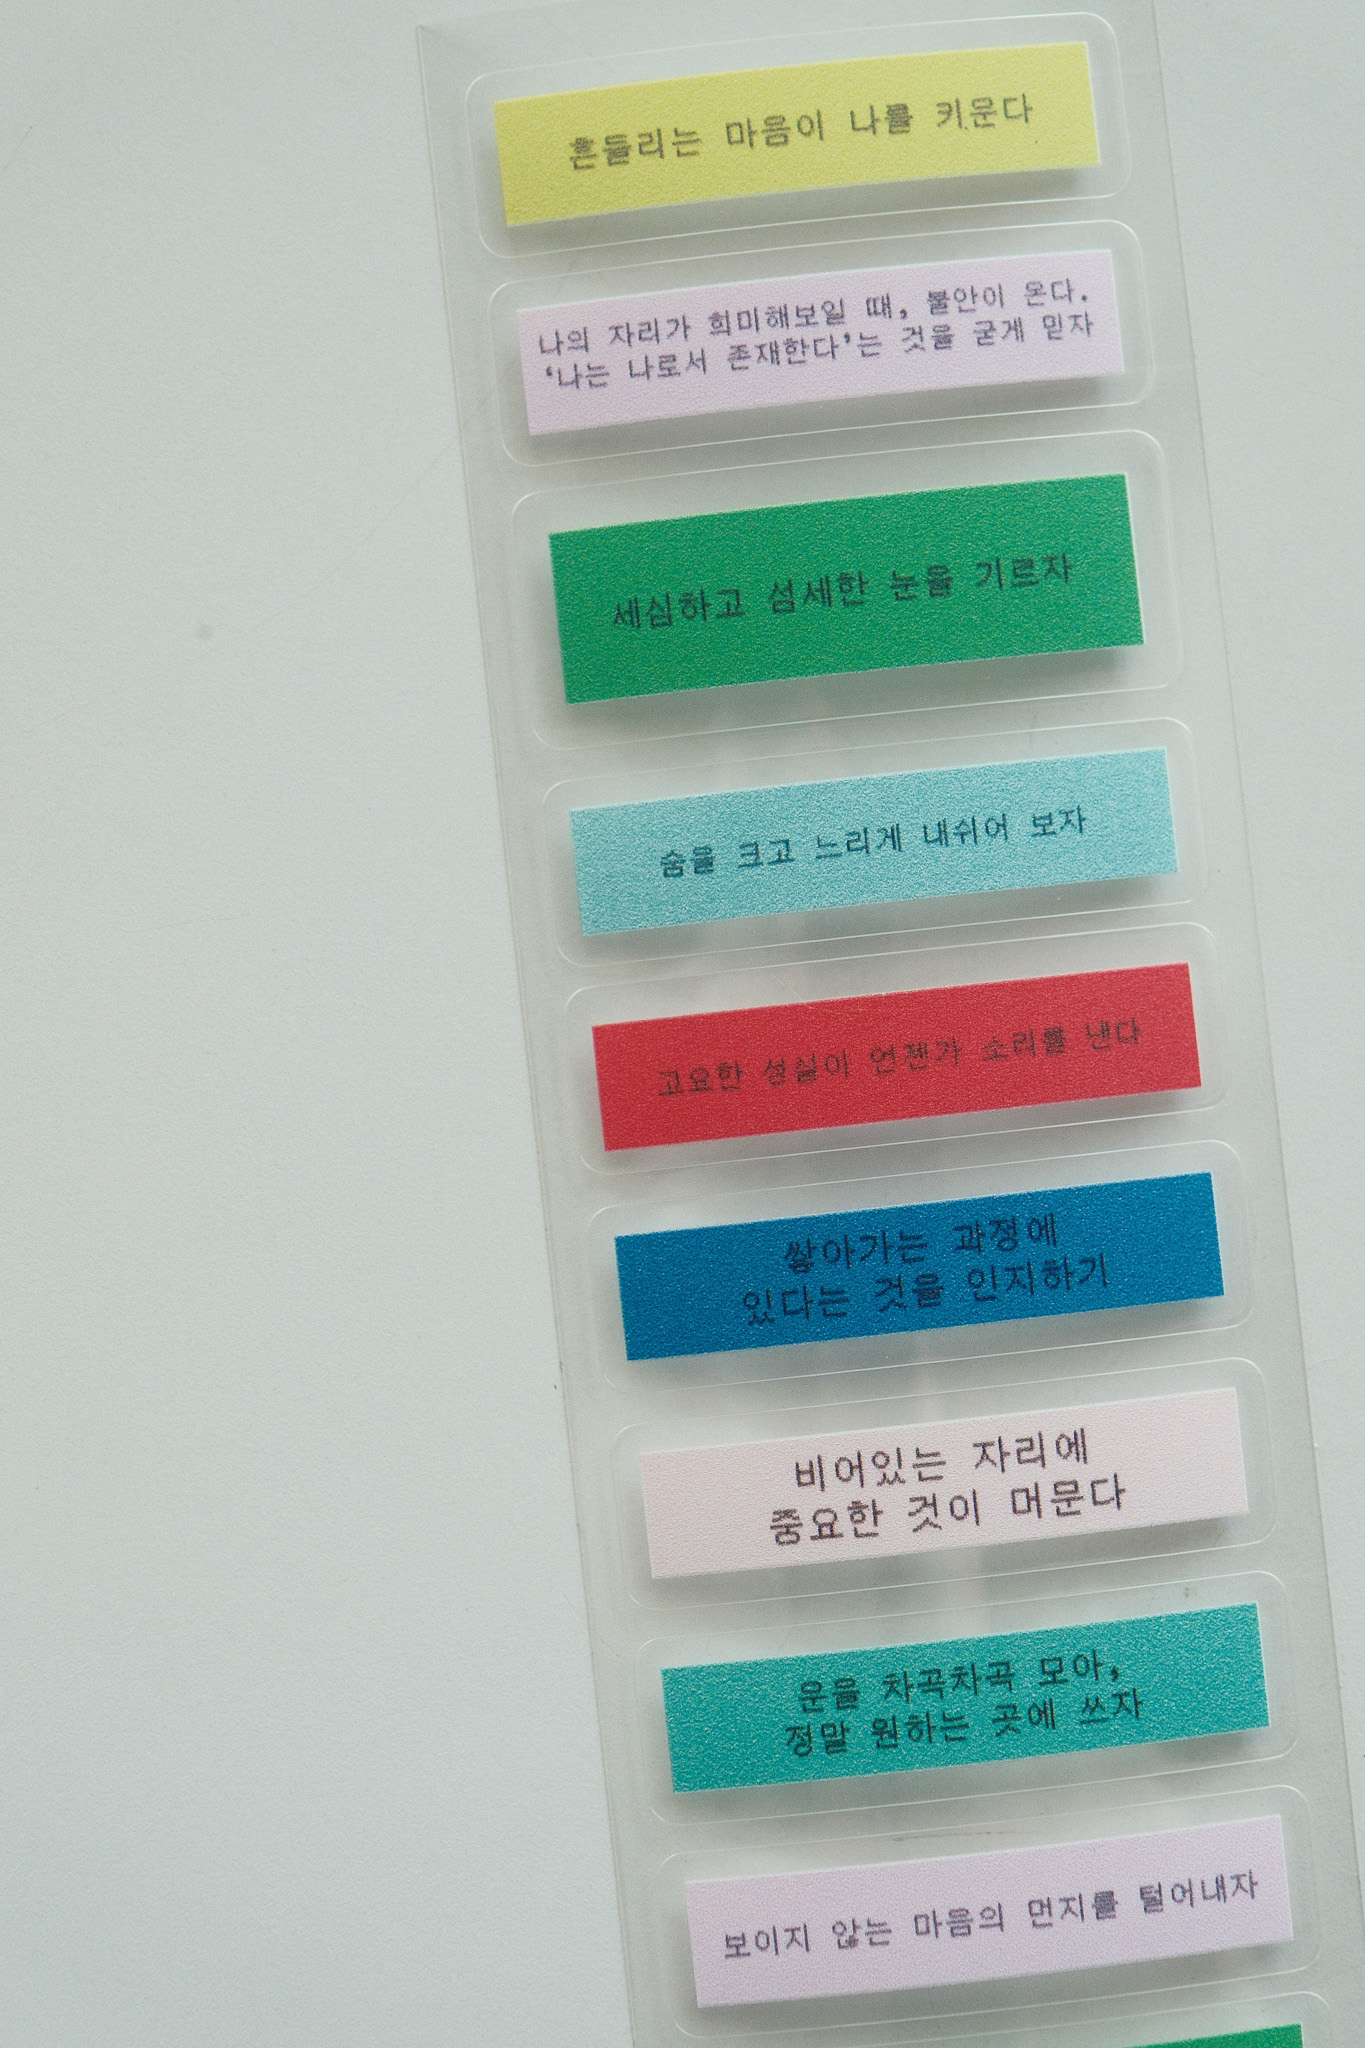 흔들리는 마음이 나를 키운다
나의 자리가 희미해보일 때, 불안이 온다.
‘나는 나로서 존재한다’는 것을 굳게 믿자
세심하고 섬세한 눈을 기르자
숨을 크고 느리게 내쉬어 보자
고요한 성실이 언젠가 소리를 낸다
쌓아가는 과정에
있다는 것을 인지하기
비어있는 자리에
중요한 것이 머문다
운을 차곡차곡 모아,
정말 원하는 곳에 쓰자
보이지 않는 마음의 먼지를 털어내자